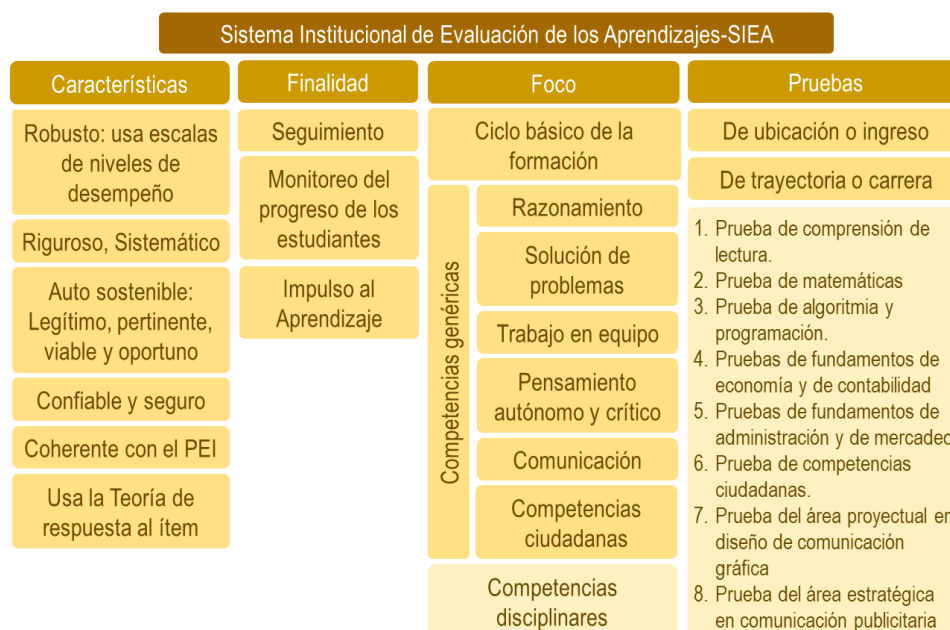 Sistema Institucional de Evaluación de los Aprendizajes-SIEA
Características
Robusto: usa escalas
de niveles de
desempeño
Riguroso, Sistemático
Auto sostenible:
Legítimo, pertinente,
viable y oportuno
Confiable y seguro
Coherente con el PEI
Usa la Teoría de
respuesta al ítem
Finalidad
Seguimiento
Monitoreo del
progreso de los
estudiantes
Impulso al
Aprendizaje
Foco
Ciclo básico de la
formación
Competencias genéricas
Razonamiento
Solución de
problemas
Trabajo en equipo
Pensamiento
autónomo y crítico
Comunicación
Competencias
ciudadanas
Competencias
disciplinares
Pruebas
De ubicación o ingreso
De trayectoria o carrera
1. Prueba de comprensión de
lectura.
2. Prueba de matemáticas
3. Prueba de algoritmia y
programación.
4. Pruebas de fundamentos de
economía y de contabilidad
5. Pruebas de fundamentos de
administración y de mercadeo
6. Prueba de competencias
ciudadanas.
7. Prueba del área proyectual en
diseño de comunicación
gráfica
8. Prueba del área estratégica
en comunicación publicitaria